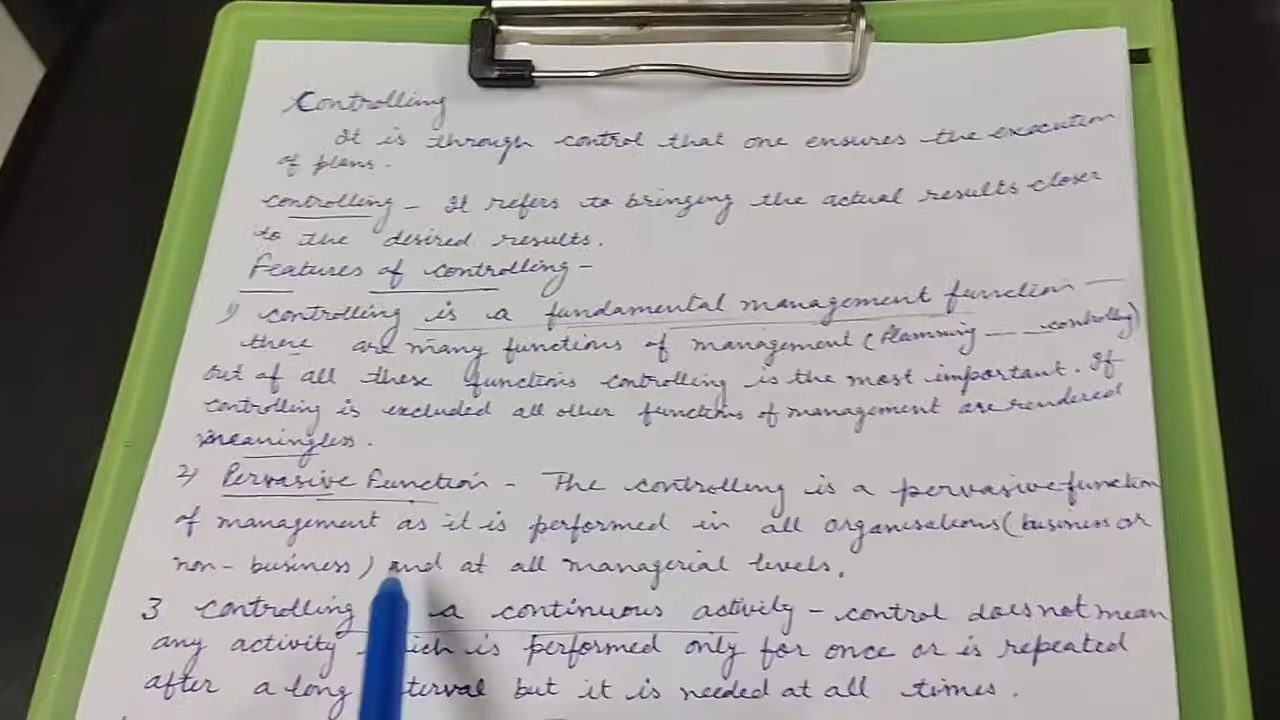 Controlling
It is through control that one ensures the execution
of plans.
Controlling - It refers to bringing the actual results closer
to the desired results.
Features of controlling -
1) controlling is a fundamental management function -
there are many functions of management (Planning ___ controlling)
but of all these functions controlling is the most important. If
controlling is excluded all other functions of management are rendered
meaningless.
2) Pervasive Function - The controlling is a pervasive function
of management as it is performed in all organisations (business or
non-business) and at all managerial levels.
3 Controlling a continuous activity - control does not mean
any activity is performed only for once or is repeated
after a long but it is needed at all times.